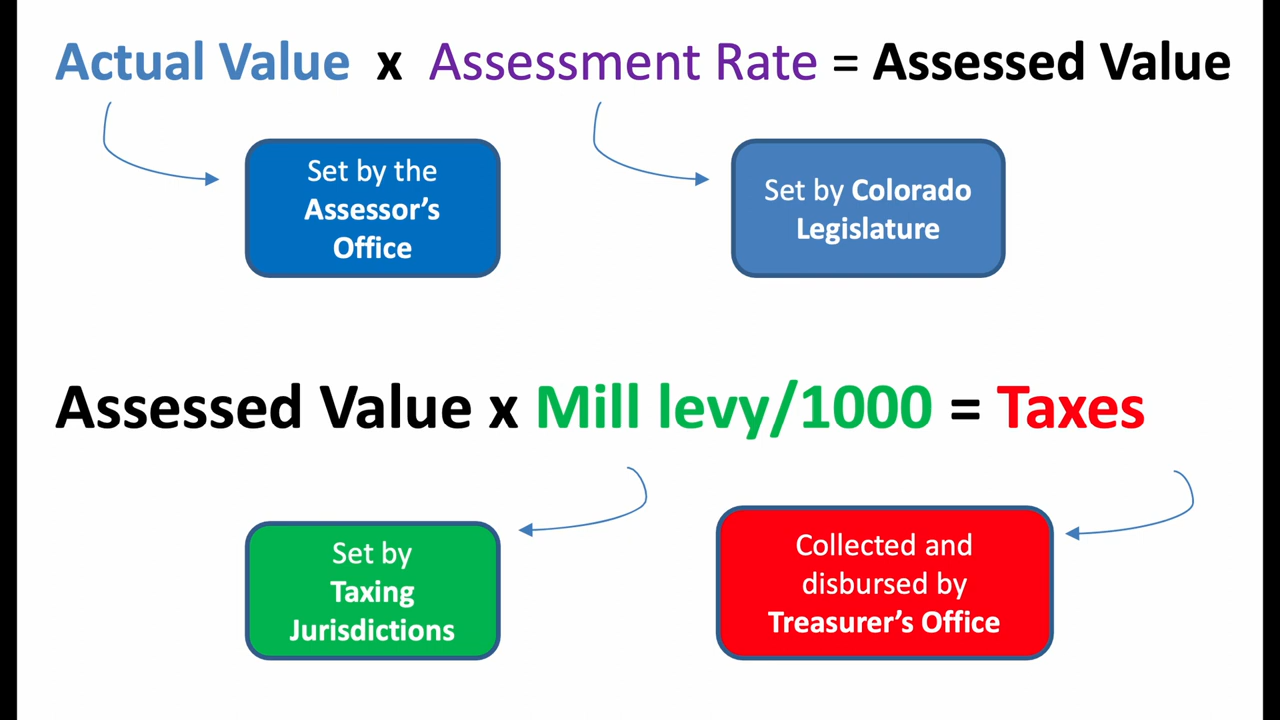 Actual Value x Assessment Rate = Assessed Value
Set by the
Assessor’s
Office
Set by Colorado
Legislature
Assessed Value x Mill levy/1000 = Taxes
Set by
Taxing
Jurisdictions
Collected and
disbursed by
Treasurer’s Office